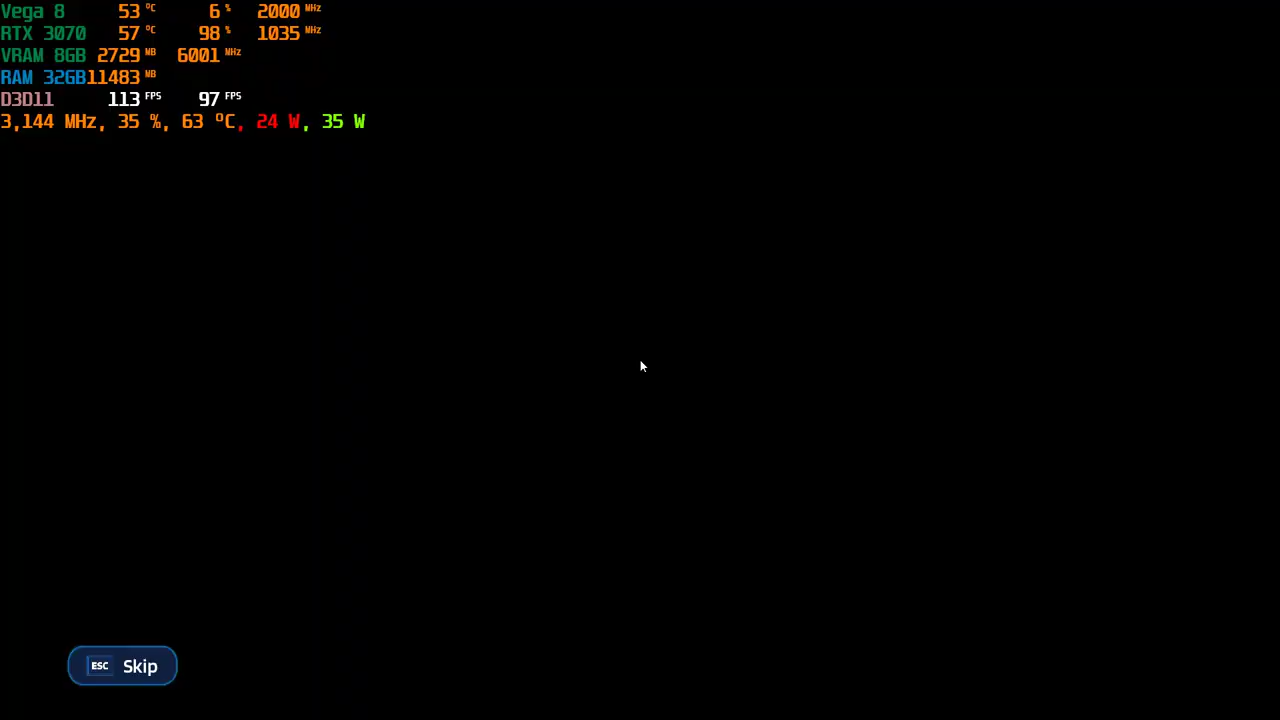 Vega 8 53 °C 6 % 2000 MHz
RTX 3070 57 °C 98 % 1035 MHz
VRAM 8GB 2729 MB 6001 MHz
RAM 32GB 11483 MB
D3D11 113 FPS 97 FPS
3,144 MHz, 35 %, 63 °C, 24 W, 35 W
ESC Skip